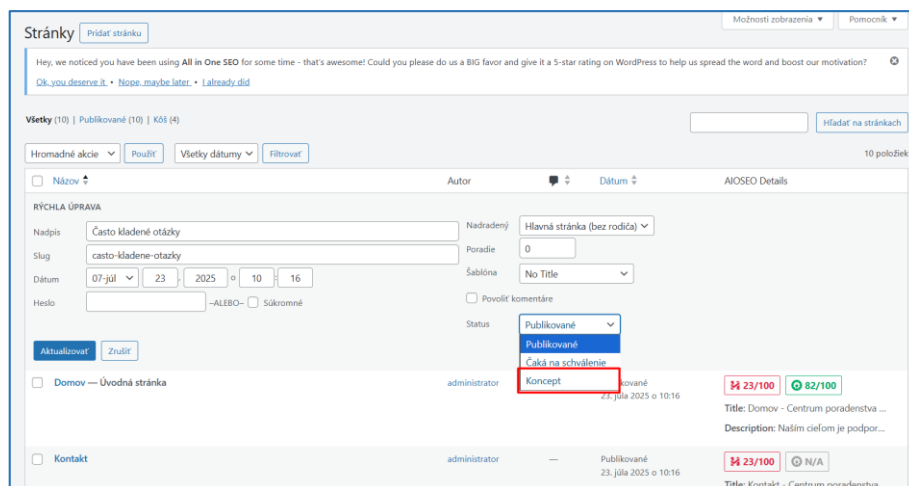 Možnosti zobrazenia ▼ Pomocník ▼
Stránky Pridať stránku
Hey, we noticed you have been using All in One SEO for some time - that's awesome! Could you please do us a BIG favor and give it a 5-star rating on WordPress to help us spread the word and boost our motivation?
Ok, you deserve it • Nope, maybe later • I already did
Všetky (10) | Publikované (10) | Kôš (4)
Hľadať na stránkach
Hromadné akcie Použiť Všetky dátumy Filtrovať 10 položiek
Názov Autor Dátum AIOSEO Details
RÝCHLA ÚPRAVA
Nadpis Často kladené otázky Nadradený Hlavná stránka (bez rodiča)
Slug casto-kladene-otazky Poradie 0
Dátum 07-júl 23 . 2025 o 10 : 16 Šablóna No Title
Heslo –ALEBO– Súkromné Povoliť komentáre
Status Publikované
Aktualizovať Zrušiť Publikované
Čaká na schválenie
Koncept
Domov — Úvodná stránka administrator kované 23/100 82/100
23. júla 2025 o 10:16
Title: Domov - Centrum poradenstva ...
Description: Naším cieľom je podpor...
Kontakt administrator — Publikované 23/100 N/A
23. júla 2025 o 10:16
Title: Kontakt - Centrum poradenstva